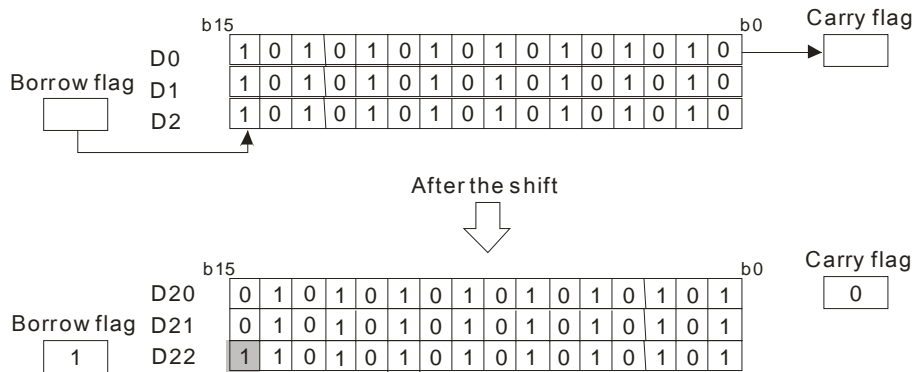 b15 b0 Carry flag
D0 1 0 1 0 1 0 1 0 1 0 1 0 1 0 1 0
Borrow flag D1 1 0 1 0 1 0 1 0 1 0 1 0 1 0 1 0
D2 1 0 1 0 1 0 1 0 1 0 1 0 1 0 1 0
After the shift
b15 b0 Carry flag
D20 0 1 0 1 0 1 0 1 0 1 0 1 0 1 0 1 0
Borrow flag D21 0 1 0 1 0 1 0 1 0 1 0 1 0 1 0 1
1 D22 1 1 0 1 0 1 0 1 0 1 0 1 0 1 0 1